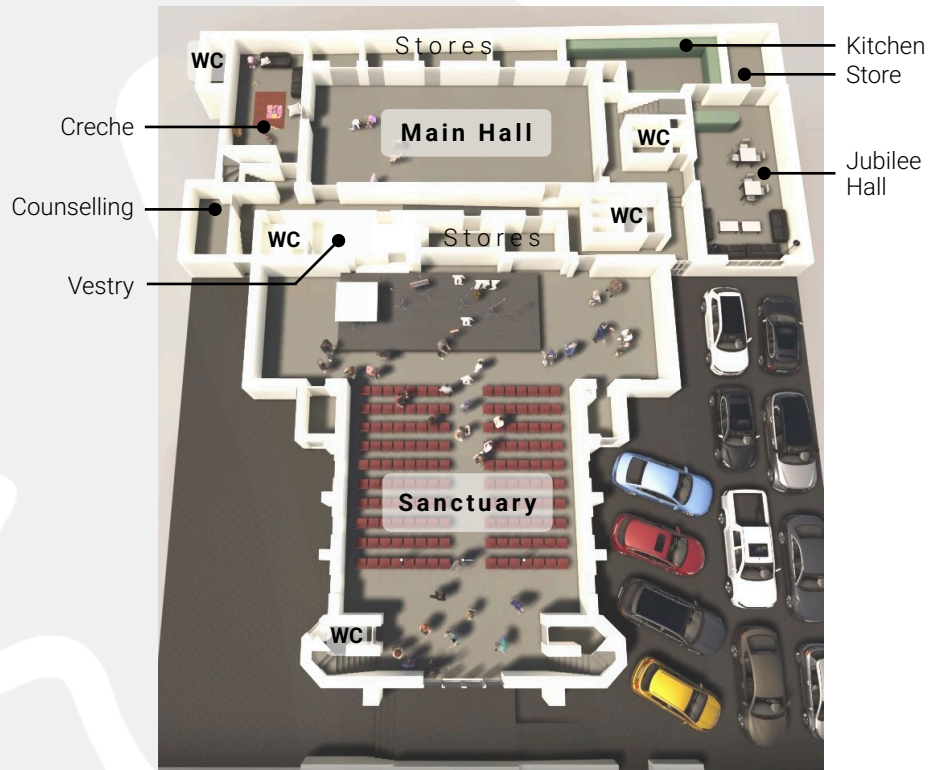 Stores
Kitchen
WC
Store
Creche
Main Hall
WC
Jubilee
Hall
Counselling
WC
WC
Stores
Vestry
Sanctuary
WC